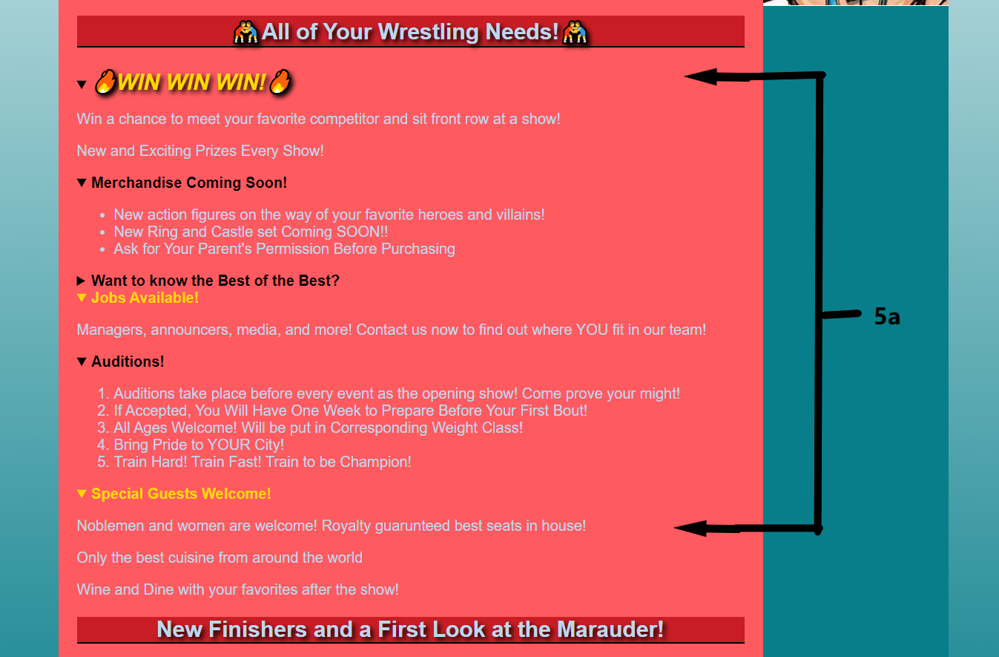 🤼All of Your Wrestling Needs!🤼
🔥WIN WIN WIN!🔥
Win a chance to meet your favorite competitor and sit front row at a show!
New and Exciting Prizes Every Show!
Merchandise Coming Soon!
New action figures on the way of your favorite heroes and villains!
New Ring and Castle set Coming SOON!!
Ask for Your Parent's Permission Before Purchasing
Want to know the Best of the Best?
Jobs Available!
Managers, announcers, media, and more! Contact us now to find out where YOU fit in our team!
5a
Auditions!
1. Auditions take place before every event as the opening show! Come prove your might!
2. If Accepted, You Will Have One Week to Prepare Before Your First Bout!
3. All Ages Welcome! Will be put in Corresponding Weight Class!
4. Bring Pride to YOUR City!
5. Train Hard! Train Fast! Train to be Champion!
Special Guests Welcome!
Noblemen and women are welcome! Royalty guarunteed best seats in house!
Only the best cuisine from around the world
Wine and Dine with your favorites after the show!
New Finishers and a First Look at the Marauder!